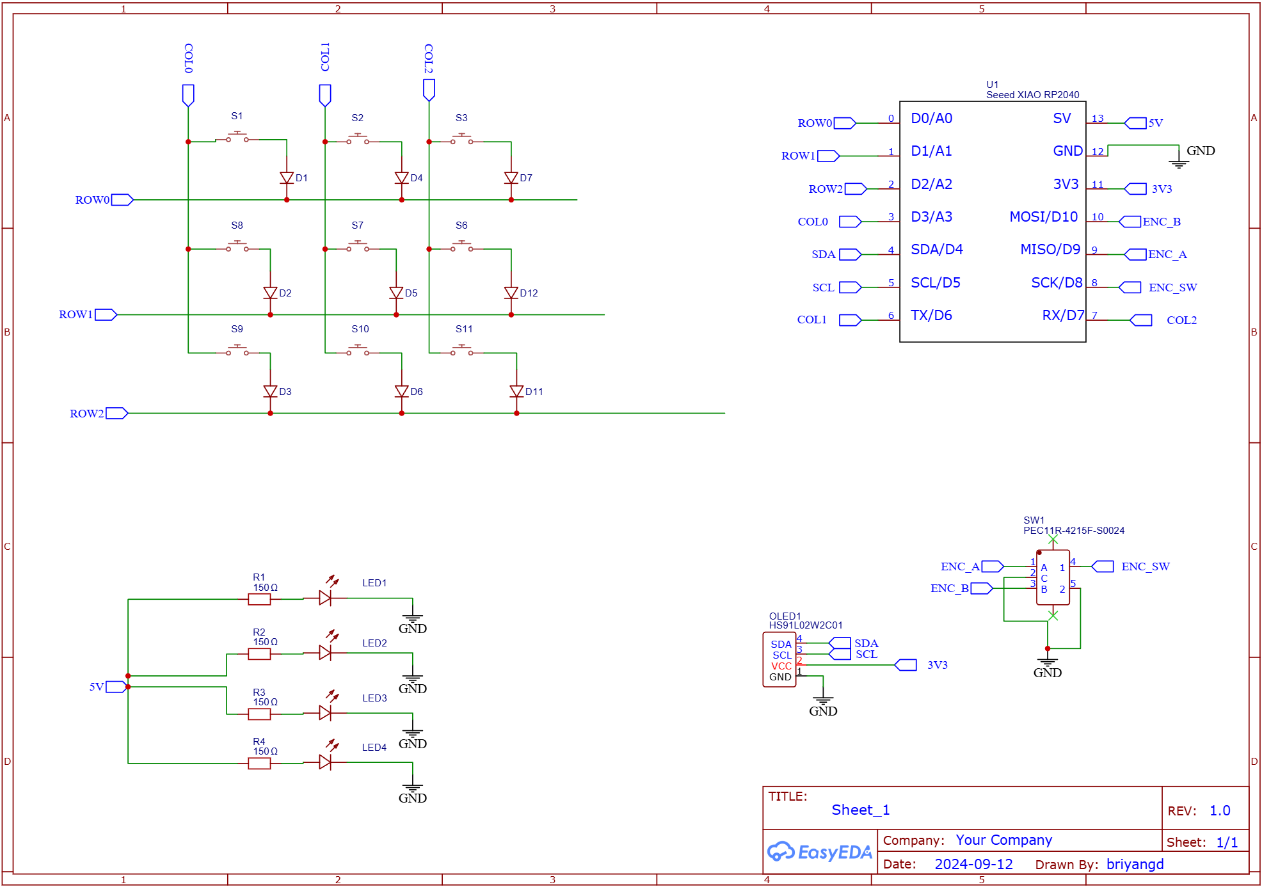 1 2 3 4 5
A
B
C
D
A
B
C
D
1 2 3 4 5
COL0 COL1 COL2
S1 S2 S3
D1 D4 D7
ROW0
S8 S7 S6
D2 D5 D12
ROW1
S9 S10 S11
D3 D6 D11
ROW2
U1
Seeed XIAO RP2040
ROW0 0 D0/A0 SV 13 5V
ROW1 1 D1/A1 GND 12 GND
ROW2 2 D2/A2 3V3 11 3V3
COL0 3 D3/A3 MOSI/D10 10 ENC_B
SDA 4 SDA/D4 MISO/D9 9 ENC_A
SCL 5 SCL/D5 SCK/D8 8 ENC_SW
COL1 6 TX/D6 RX/D7 7 COL2
R1
150Ω
LED1
GND
R2
150Ω
LED2
GND
5V
R3
150Ω
LED3
GND
R4
150Ω
LED4
GND
SW1
PEC11R-4215F-S0024
ENC_A 1 A 1 4 ENC_SW
2 C
ENC_B 3 B 2 5
GND
OLED1
HS91L02W2C01
SDA 4 SDA
SCL 3 SCL
VCC 2 3V3
GND 1
GND
TITLE:
Sheet_1
REV: 1.0
EasyEDA
Company: Your Company
Sheet: 1/1
Date: 2024-09-12 Drawn By: briyangd